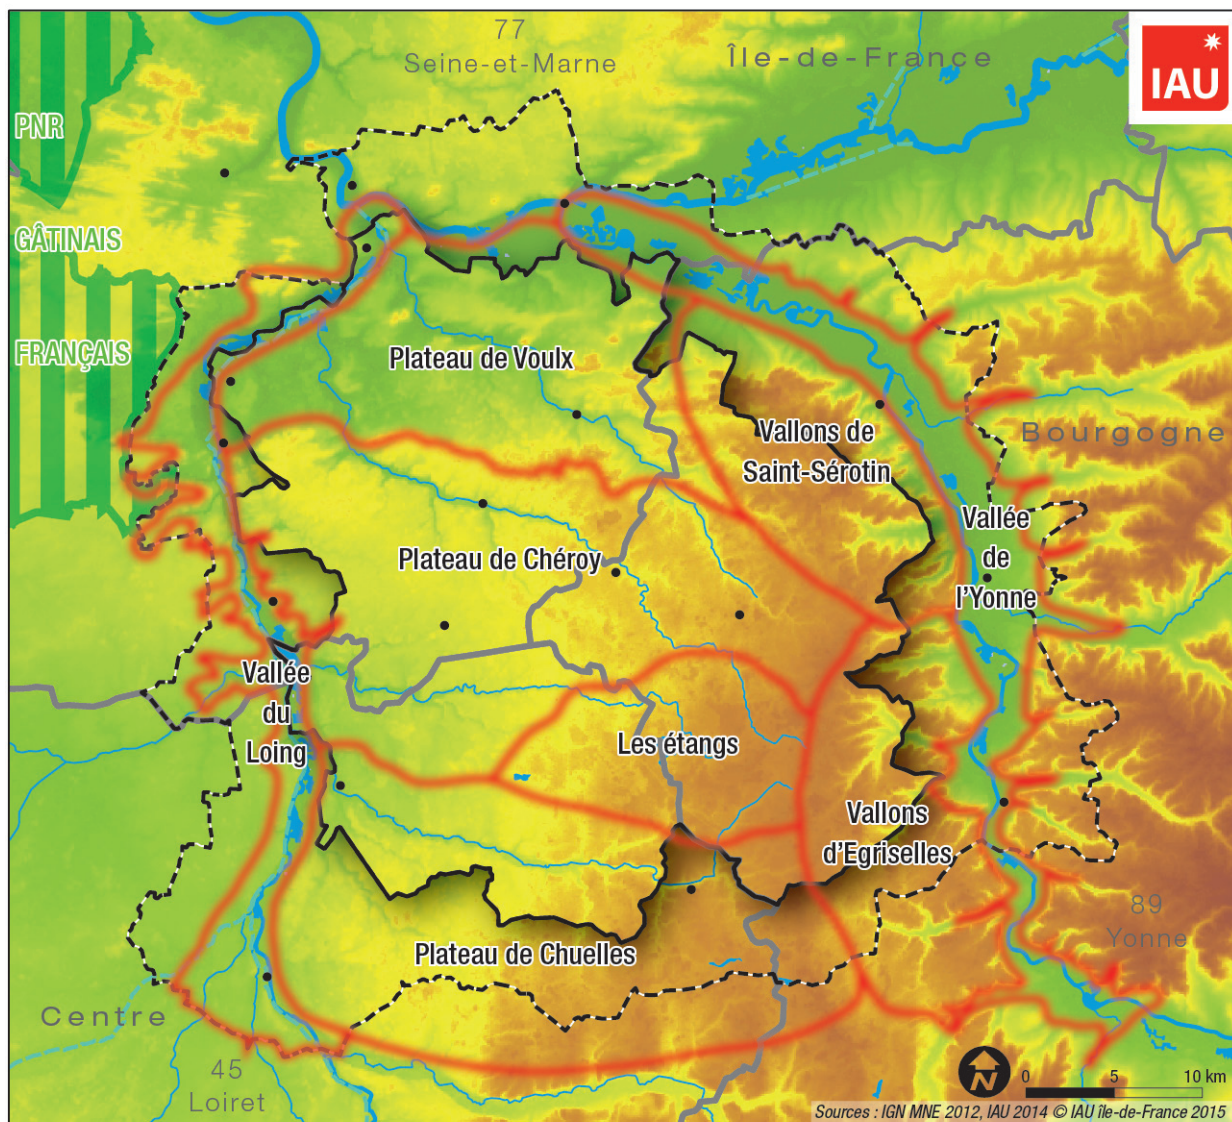 77
Seine-et-Marne
Île-de-France
IAU
PNR
GÂTINAIS
FRANÇAIS
Plateau de Voulx
Vallons de
Saint-Sérotin
Bourgogne
Vallée
de
l'Yonne
Plateau de Chéroy
Vallée
du
Loing
Les étangs
Vallons
d'Egriselles
Plateau de Chuelles
89
Yonne
Centre
45
Loiret
N
0 5 10 km
Sources : IGN MNE 2012, IAU 2014 © IAU île-de-France 2015